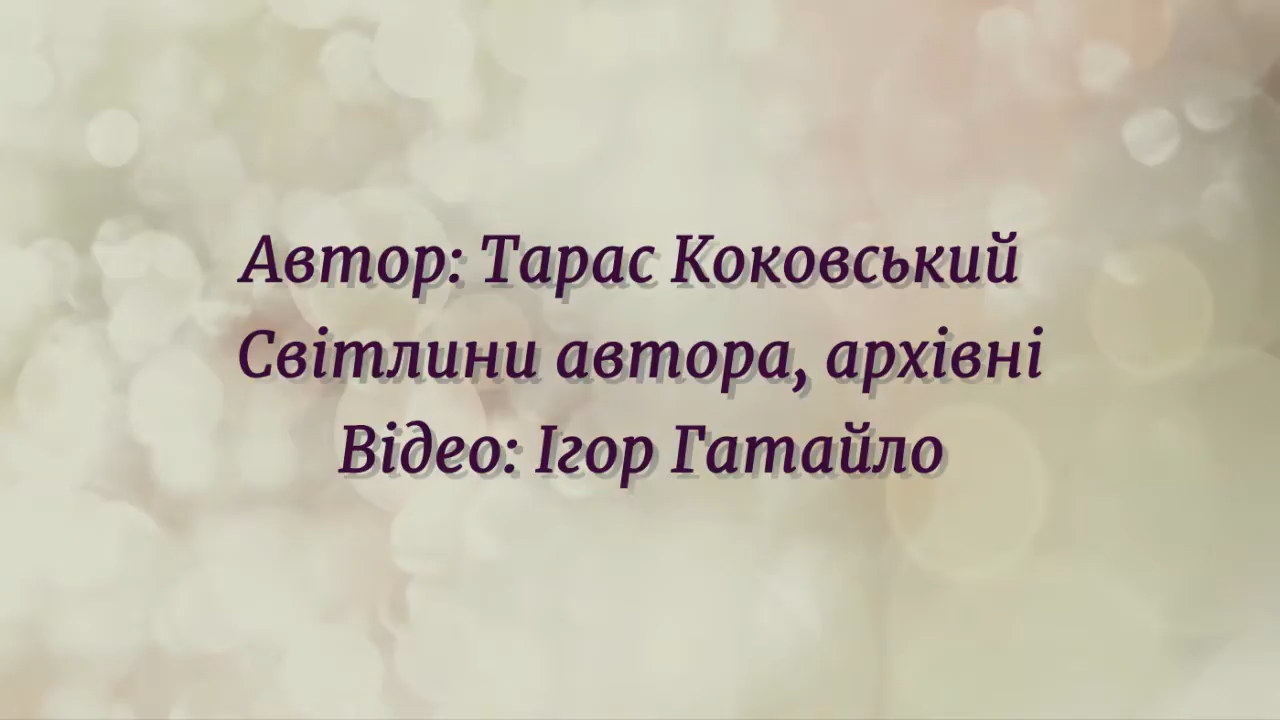 Автор: Тарас Коковський
Світлини автора, архівні
Відео: Ігор Гатайло